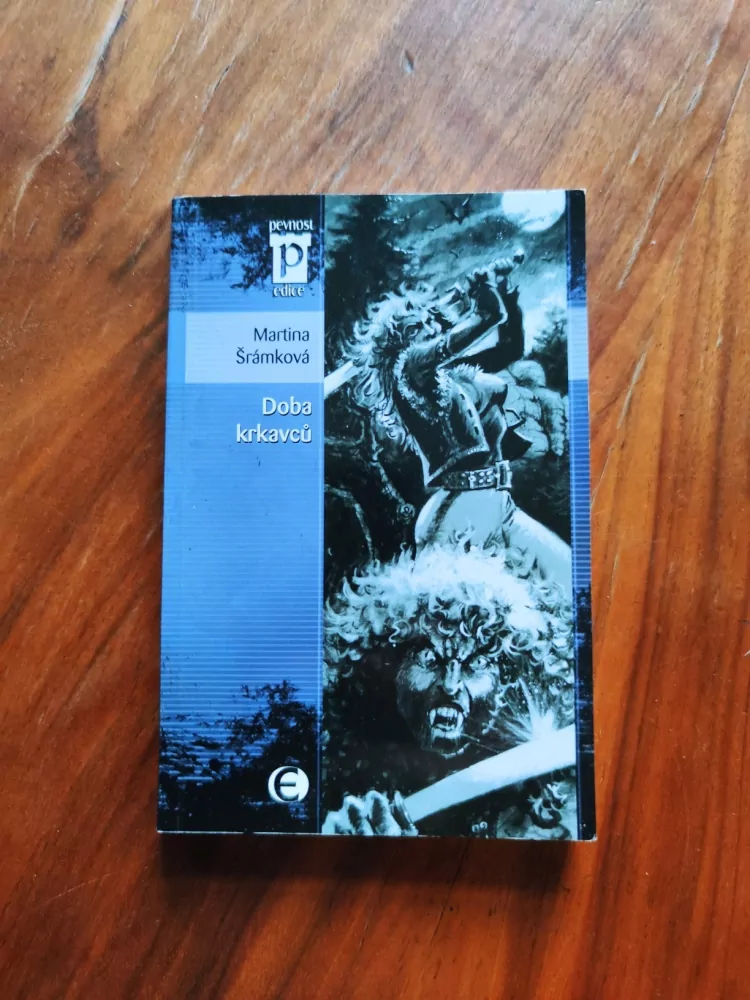 pevnost
p
edice
Martina
Šrámková
Doba
krkavců
E